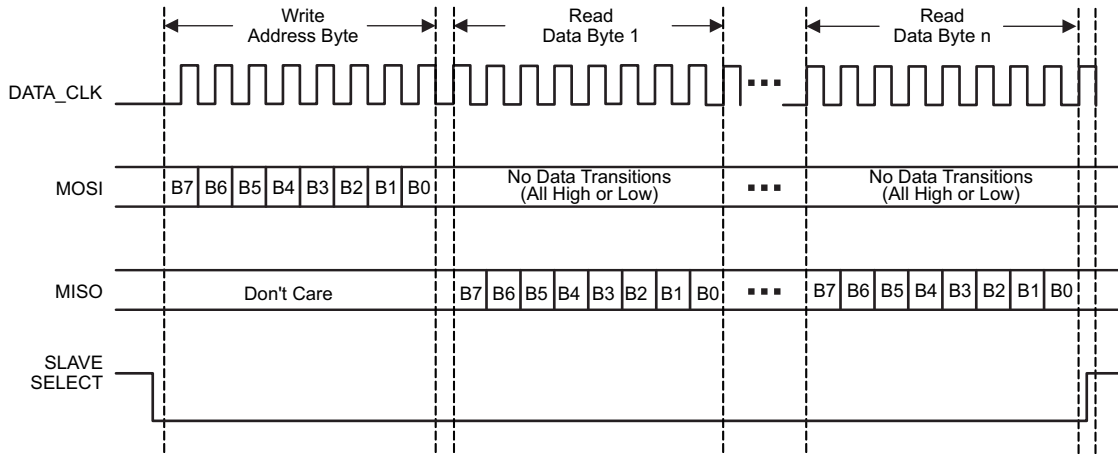 Write
Address Byte
Read
Data Byte 1
Read
Data Byte n
DATA_CLK
MOSI
B7 B6 B5 B4 B3 B2 B1 B0
No Data Transitions
(All High or Low)
No Data Transitions
(All High or Low)
MISO
Don't Care
B7 B6 B5 B4 B3 B2 B1 B0
B7 B6 B5 B4 B3 B2 B1 B0
SLAVE
SELECT